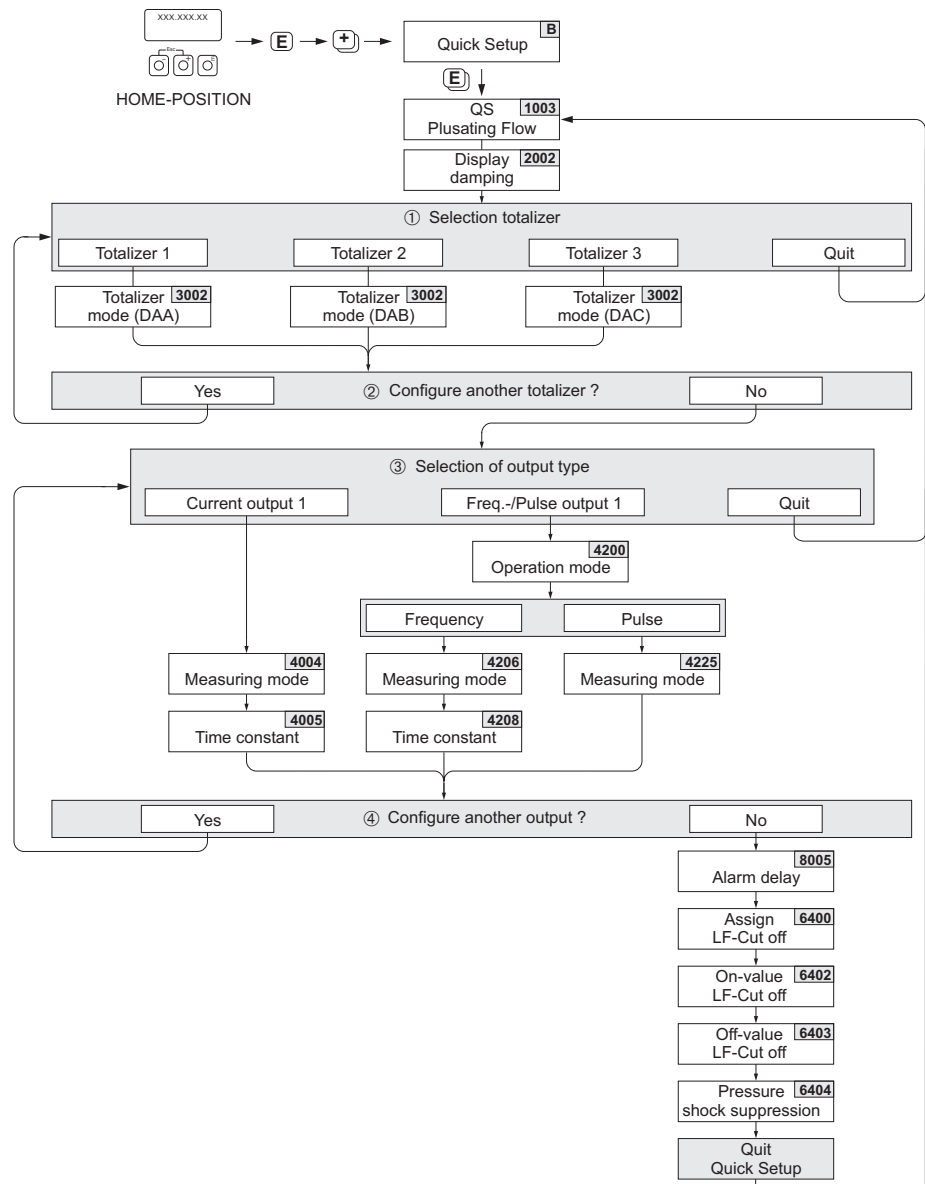 XXX.XXX.XX
Esc
- + E
E
+
B
Quick Setup
HOME-POSITION
E
QS 1003
Plusating Flow
Display 2002
damping
① Selection totalizer
Totalizer 1 Totalizer 2 Totalizer 3 Quit
Totalizer 3002 Totalizer 3002 Totalizer 3002
mode (DAA) mode (DAB) mode (DAC)
Yes ② Configure another totalizer ? No
③ Selection of output type
Current output 1 Freq.-/Pulse output 1 Quit
4200
Operation mode
Frequency Pulse
4004 4206 4225
Measuring mode Measuring mode Measuring mode
4005 4208
Time constant Time constant
Yes ④ Configure another output ? No
8005
Alarm delay
Assign 6400
LF-Cut off
On-value 6402
LF-Cut off
Off-value 6403
LF-Cut off
Pressure 6404
shock suppression
Quit
Quick Setup